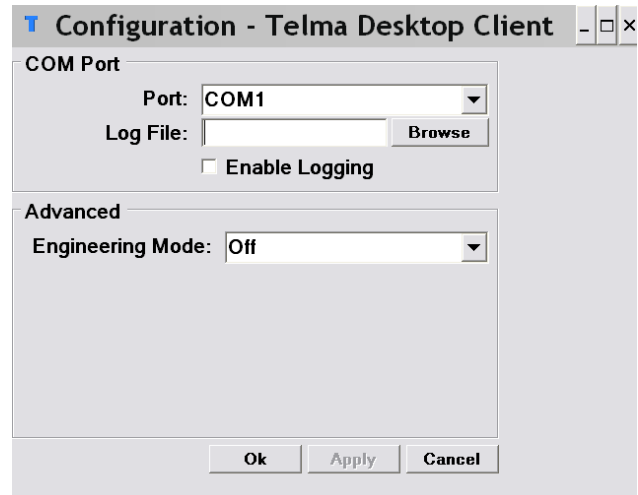 T Configuration - Telma Desktop Client
COM Port
Port: COM1
Log File: Browse
Enable Logging
Advanced
Engineering Mode: Off
Ok Apply Cancel